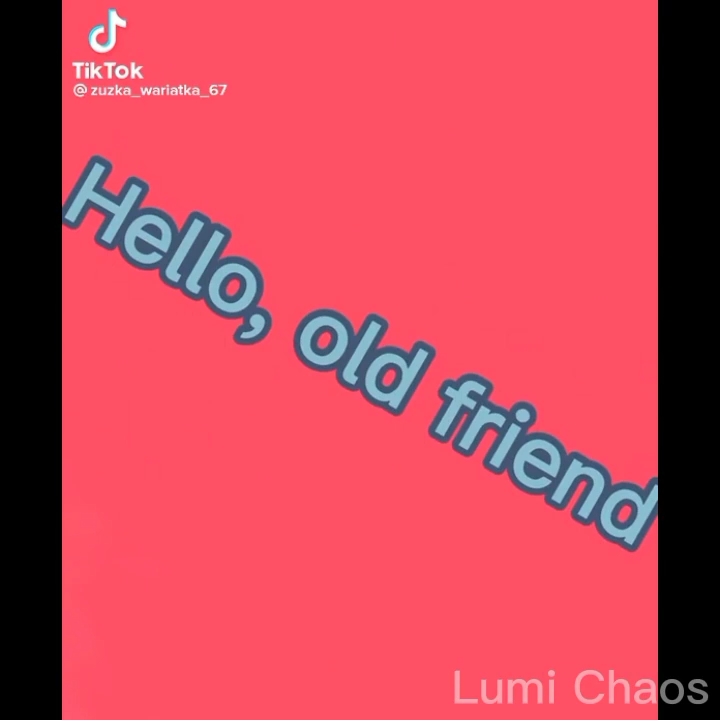 TikTok
@zuzka_wariatka_67
Hello, old friend
Lumi Chaos